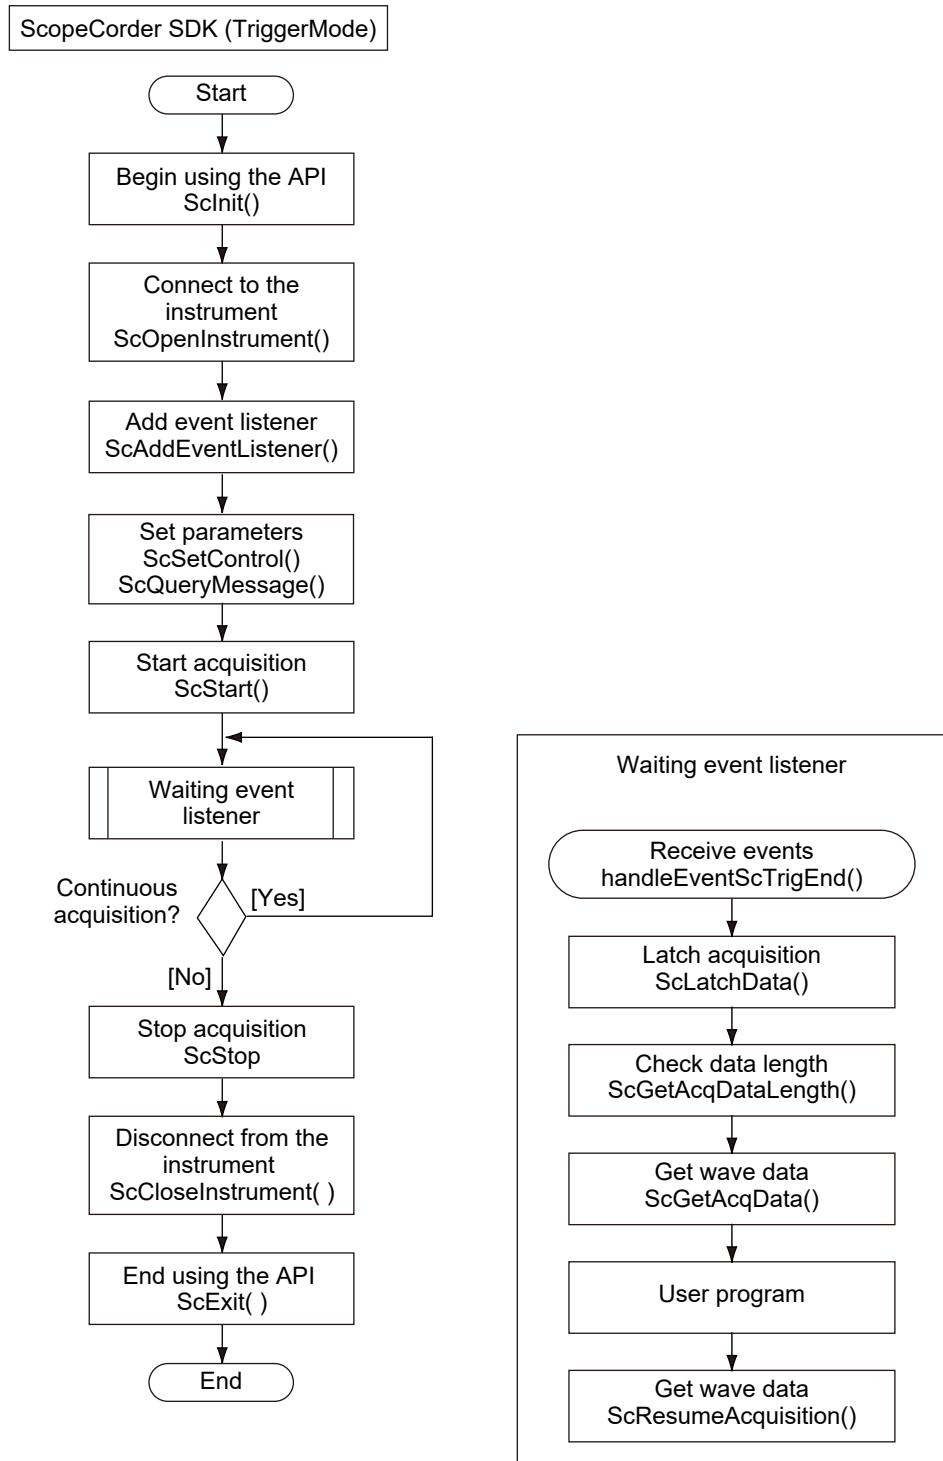 ScopeCorder SDK (TriggerMode)
Start
Begin using the API
ScInit()
Connect to the
instrument
ScOpenInstrument()
Add event listener
ScAddEventListener()
Set parameters
ScSetControl()
ScQueryMessage()
Start acquisition
ScStart()
Waiting event
listener
Continuous
acquisition?
[Yes]
[No]
Stop acquisition
ScStop
Disconnect from the
instrument
ScCloseInstrument( )
End using the API
ScExit( )
End
Waiting event listener
Receive events
handleEventScTrigEnd()
Latch acquisition
ScLatchData()
Check data length
ScGetAcqDataLength()
Get wave data
ScGetAcqData()
User program
Get wave data
ScResumeAcquisition()